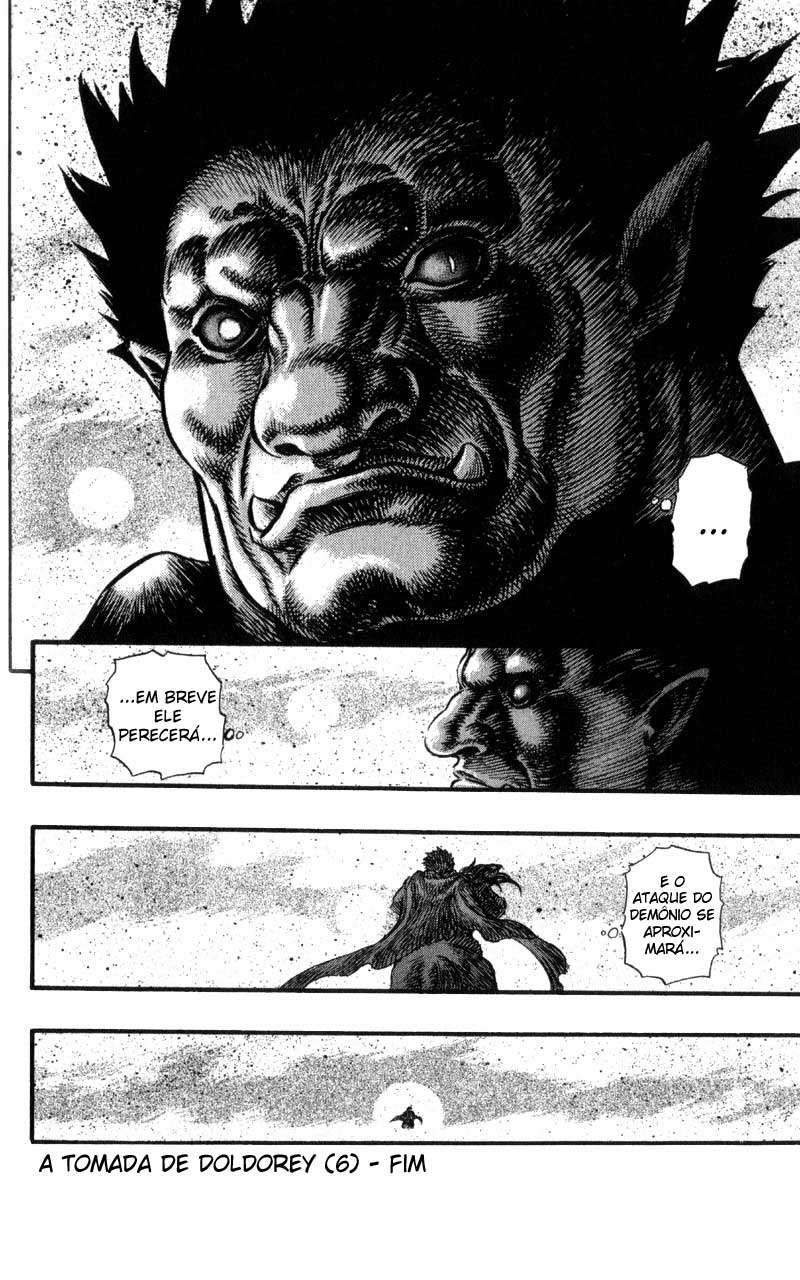 ...
...EM BREVE
ELE
PERECERÁ...
E O
ATAQUE DO
DEMÔNIO SE
APROXI-
MARÁ...
A TOMADA DE DOLDOREY (6) - FIM